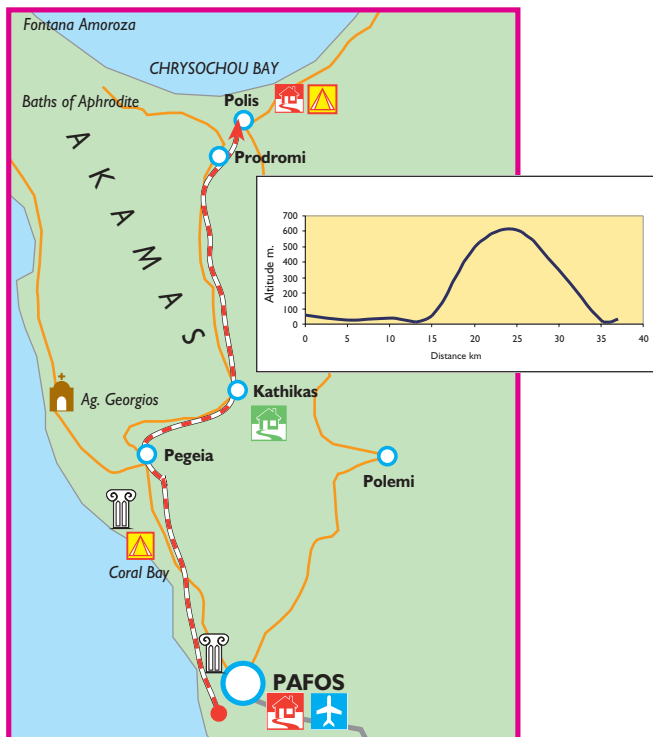 Fontana Amoroza
CHRYSOCHOU BAY
Baths of Aphrodite
Polis
Prodromi
AKAMAS
700
600
500
400
300
200
100
0
Altitude m.
0 5 10 15 20 25 30 35 40
Distance km
Kathikas
Ag. Georgios
Pegeia
Polemi
Coral Bay
PAFOS